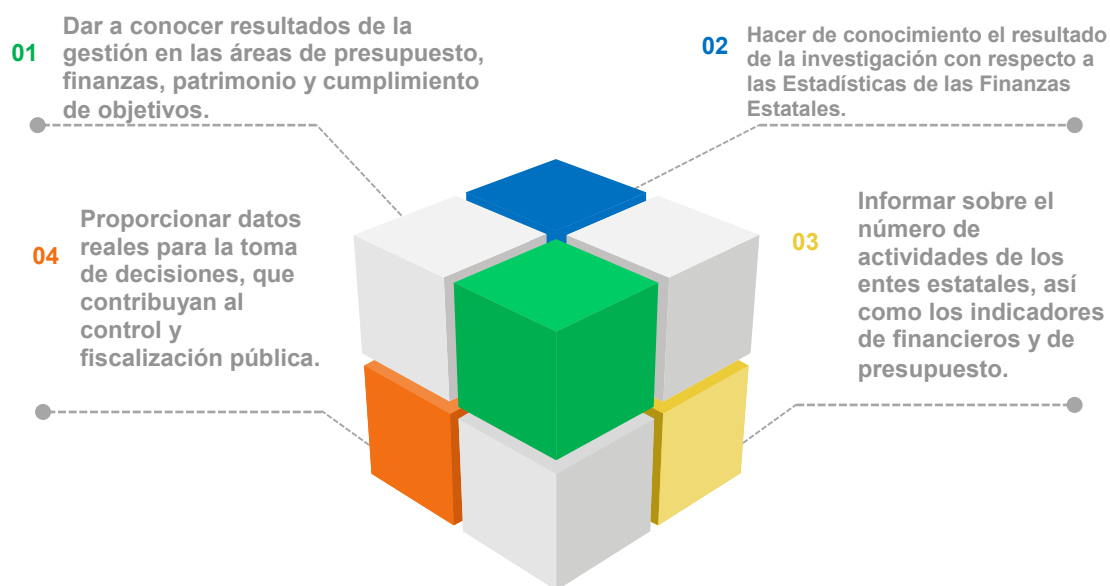 01
Dar a conocer resultados de la
gestión en las áreas de presupuesto,
finanzas, patrimonio y cumplimiento
de objetivos.
02
Hacer de conocimiento el resultado
de la investigación con respecto a
las Estadísticas de las Finanzas
Estatales.
03
Informar sobre el
número de
actividades de los
entes estatales, así
como los indicadores
de financieros y de
presupuesto.
04
Proporcionar datos
reales para la toma
de decisiones, que
contribuyan al
control y
fiscalización pública.